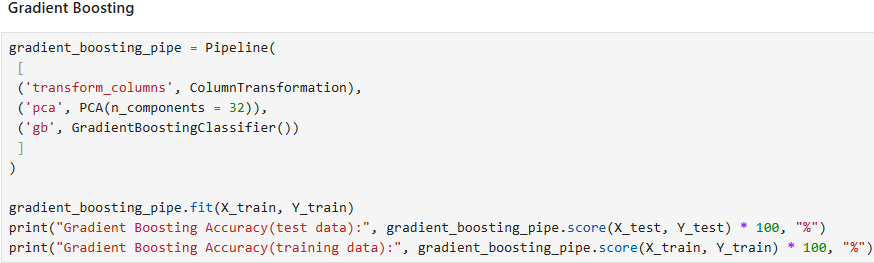 Gradient Boosting
gradient_boosting_pipe = Pipeline(
[
('transform_columns', ColumnTransformation),
('pca', PCA(n_components = 32)),
('gb', GradientBoostingClassifier())
]
)
gradient_boosting_pipe.fit(X_train, Y_train)
print("Gradient Boosting Accuracy(test data):", gradient_boosting_pipe.score(X_test, Y_test) * 100, "%")
print("Gradient Boosting Accuracy(training data):", gradient_boosting_pipe.score(X_train, Y_train) * 100, "%")